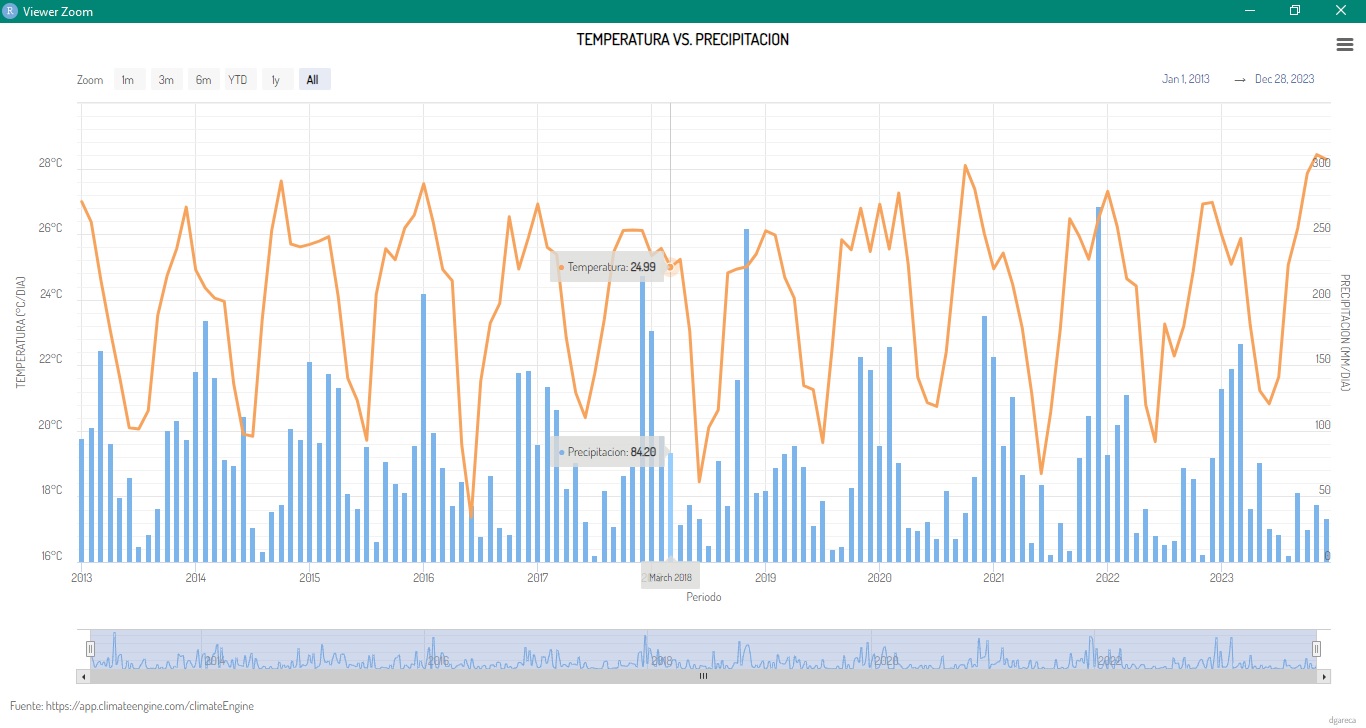 R Viewer Zoom
TEMPERATURA VS. PRECIPITACION
Zoom 1m 3m 6m YTD 1y All
Jan 1, 2013 → Dec 28, 2023
TEMPERATURA (°C/DIA)
28°C
26°C
24°C
22°C
20°C
18°C
16°C
300
250
200
150
100
50
0
PRECIPITACION (MM/DIA)
Temperatura: 24.99
Precipitacion: 84.20
March 2018
2013 2014 2015 2016 2017 2019 2020 2021 2022 2023
Periodo
2014 2016 2018 2020 2022
Fuente: https://app.climateengine.com/climateEngine
dgareca